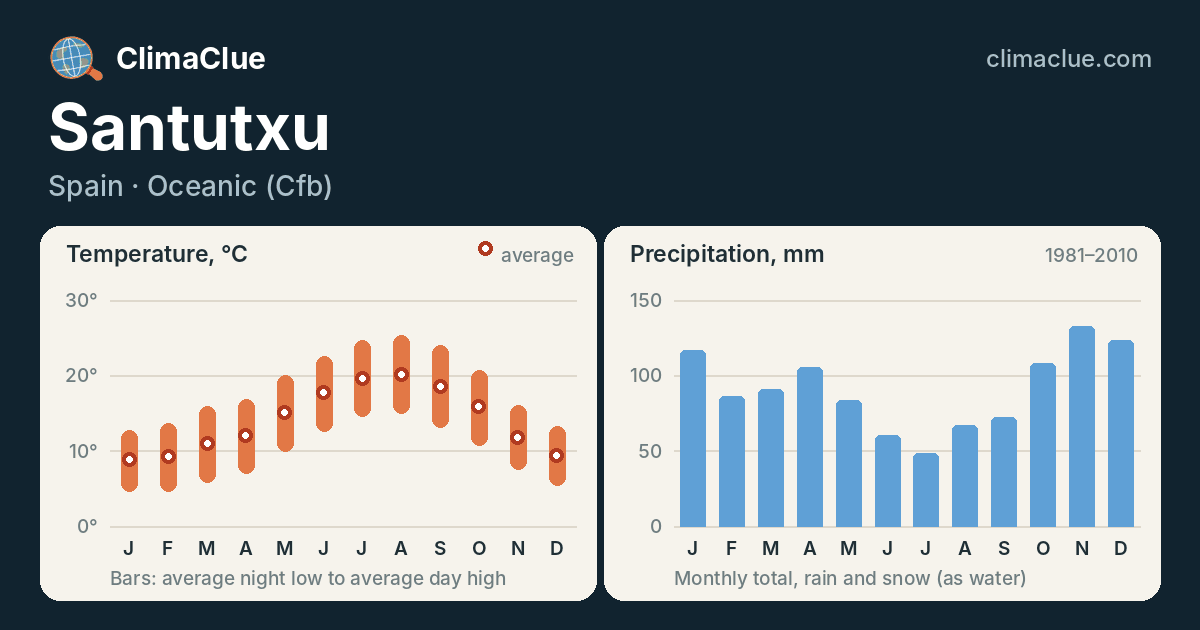 ClimaClue
climaclue.com
Santutxu
Spain · Oceanic (Cfb)
Temperature, °C
average
30°
20°
10°
0°
J F M A M J J A S O N D
Bars: average night low to average day high
Precipitation, mm
1981–2010
150
100
50
0
J F M A M J J A S O N D
Monthly total, rain and snow (as water)